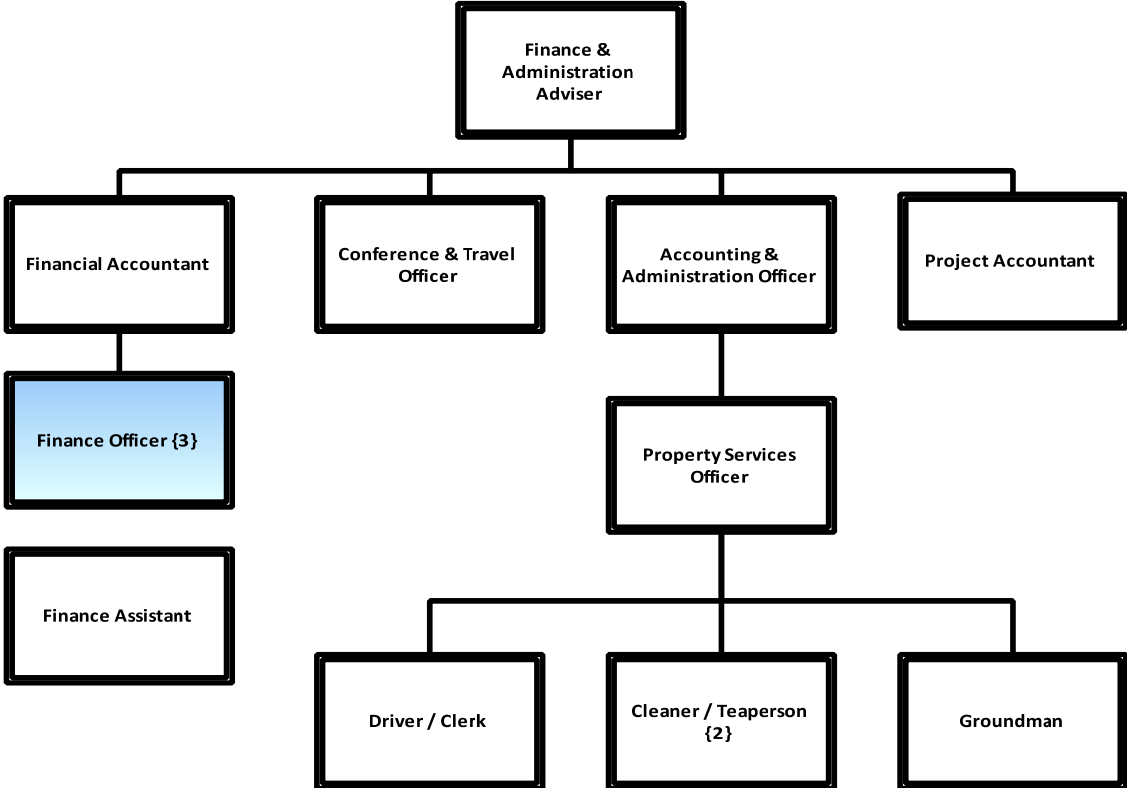 Finance &
Administration
Adviser
Financial Accountant
Conference & Travel
Officer
Accounting &
Administration Officer
Project Accountant
Finance Officer {3}
Property Services
Officer
Finance Assistant
Driver / Clerk
Cleaner / Teaperson
{2}
Groundman